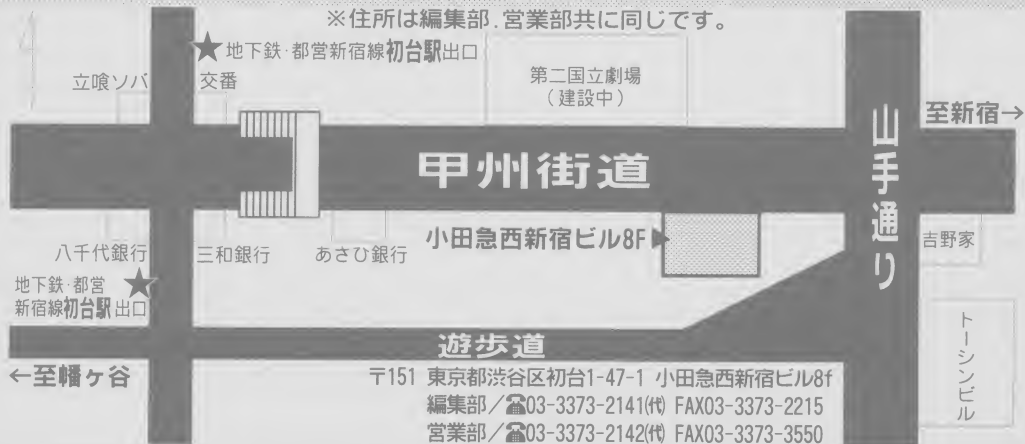 ※住所は編集部.営業部共に同じです。
★地下鉄·都営新宿線初台駅出口
立喰ソバ
交番
第二国立劇場
(建設中)
至新宿→
甲州街道
山手通り
八千代銀行
三和銀行
あさひ銀行
小田急西新宿ビル8F▶
吉野家
地下鉄·都営
新宿線初台駅出口
★
遊歩道
トーシンビル
←至幡ヶ谷
〒151 東京都渋谷区初台1-47-1 小田急西新宿ビル8f
編集部/☎03-3373-2141(代) FAX03-3373-2215
営業部/☎03-3373-2142(代) FAX03-3373-3550